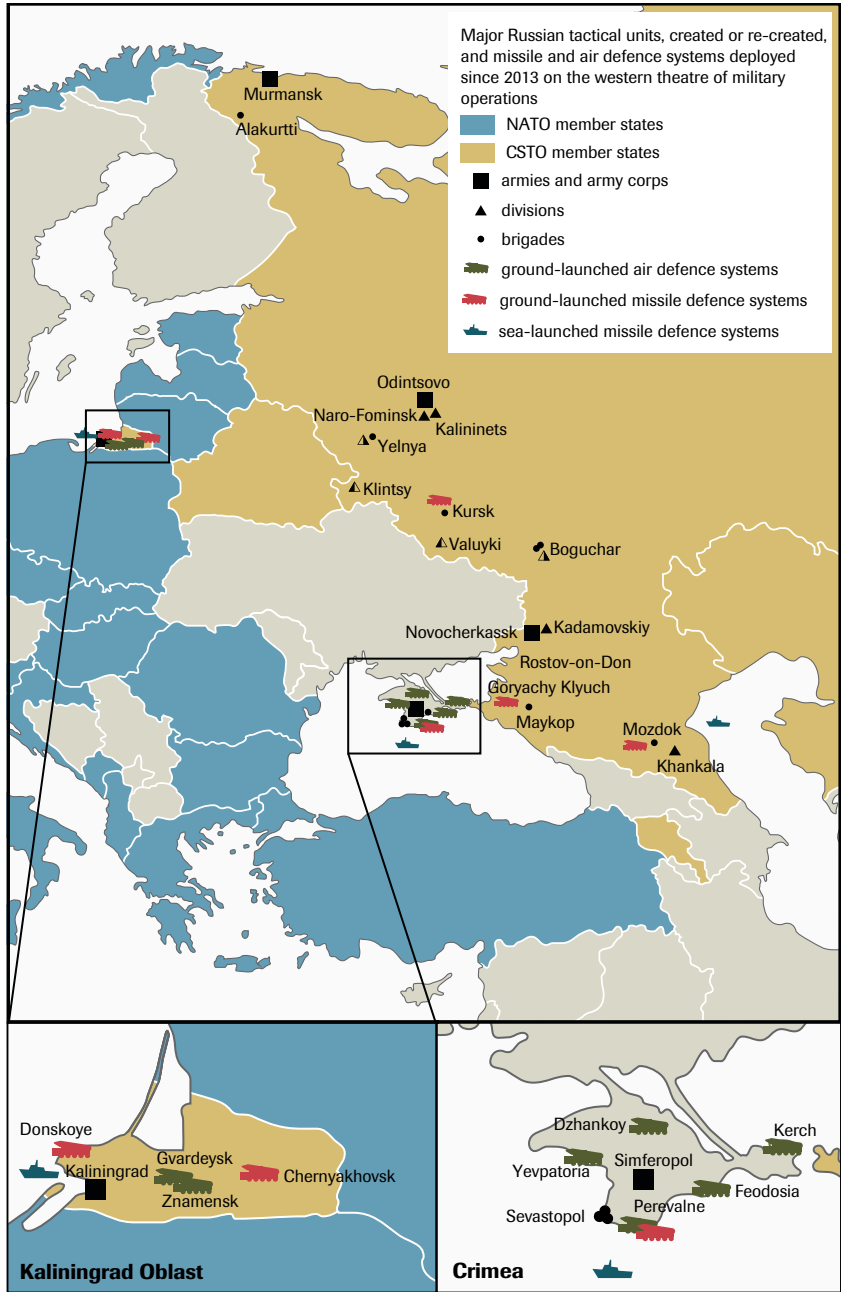 Major Russian tactical units, created or re-created,
and missile and air defence systems deployed
since 2013 on the western theatre of military
operations
NATO member states
CSTO member states
armies and army corps
divisions
brigades
ground-launched air defence systems
ground-launched missile defence systems
sea-launched missile defence systems
Murmansk
Alakurtti
Odintsovo
Naro-Fominsk
Kalininets
Yelnya
Klintsy
Kursk
Valuyki
Boguchar
Novocherkassk
Kadamovskiy
Rostov-on-Don
Goryachy Klyuch
Maykop
Mozdok
Khankala
Donskoye
Kaliningrad
Gvardeysk
Znamensk
Chernyakhovsk
Kaliningrad Oblast
Dzhankoy
Kerch
Yevpatoria
Simferopol
Feodosia
Perevalne
Sevastopol
Crimea